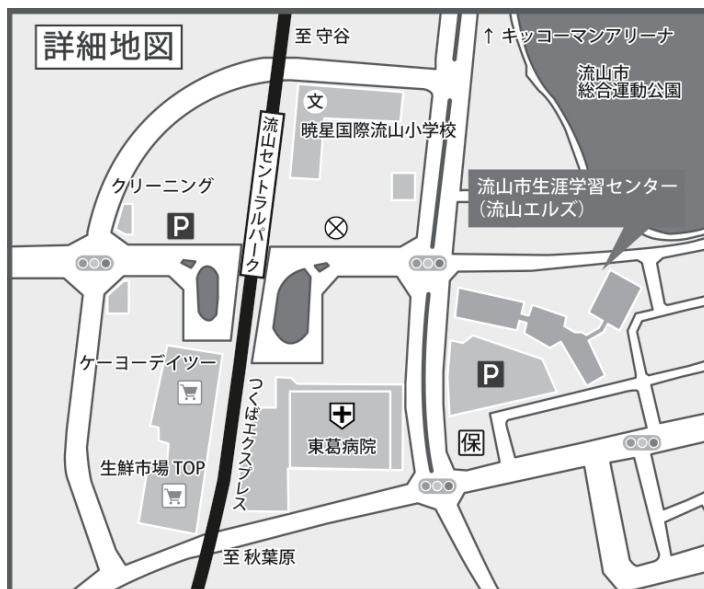 詳細地図
至 守谷
↑ キッコーマンアリーナ
流山市
総合運動公園
文
暁星国際流山小学校
流山セントラルパーク
クリーニング
P
流山市生涯学習センター
(流山エルズ)
ケーヨーデイツー
つくばエクスプレス
P
東葛病院
保
生鮮市場 TOP
至 秋葉原